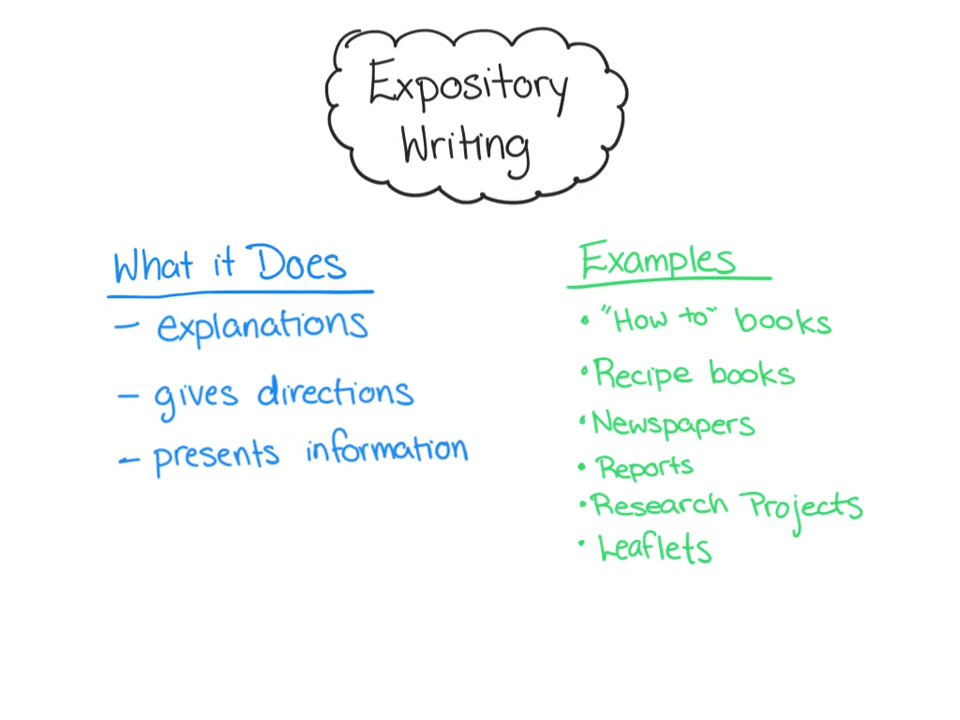 Expository
Writing
What it Does
– explanations
– gives directions
– presents information
Examples
• "How to" books
• Recipe books
• Newspapers
• Reports
• Research Projects
• Leaflets